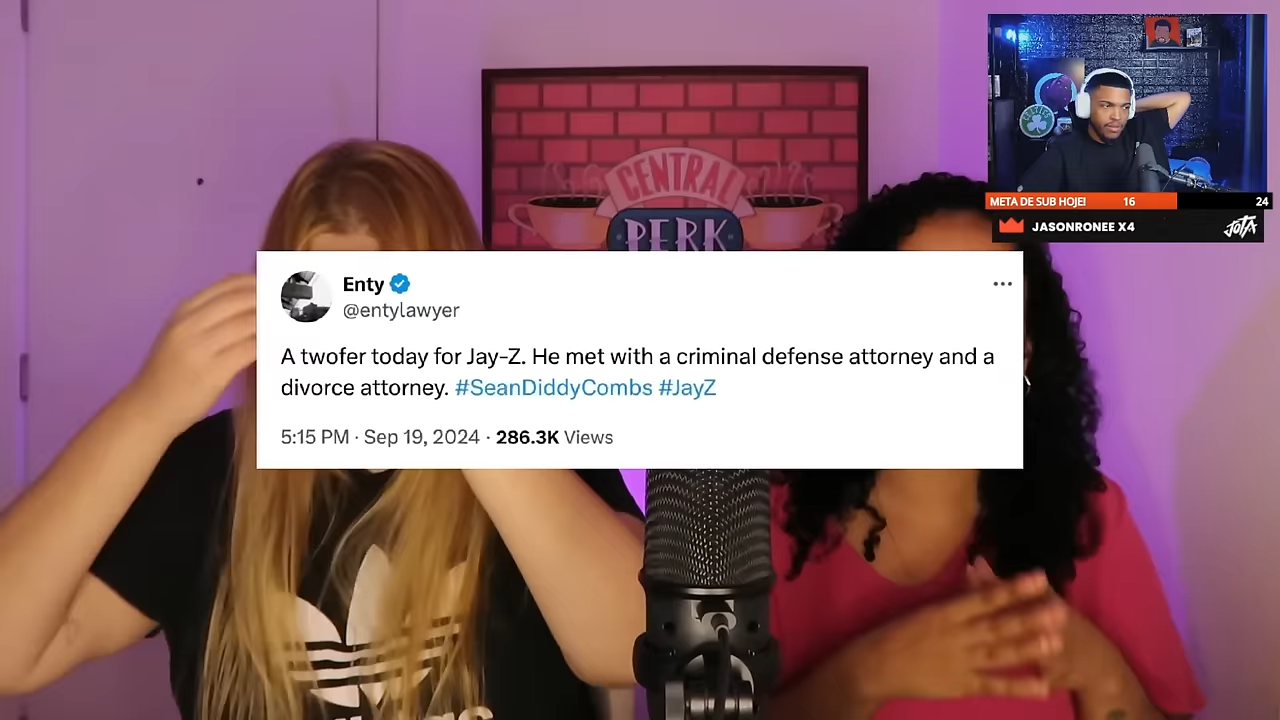 CENTRAL
PERK
META DE SUB HOJE! 16 24
JASONRONEE X4
JOTA
Enty
@entylawyer
A twofer today for Jay-Z. He met with a criminal defense attorney and a
divorce attorney. #SeanDiddyCombs #JayZ
5:15 PM · Sep 19, 2024 · 286.3K Views